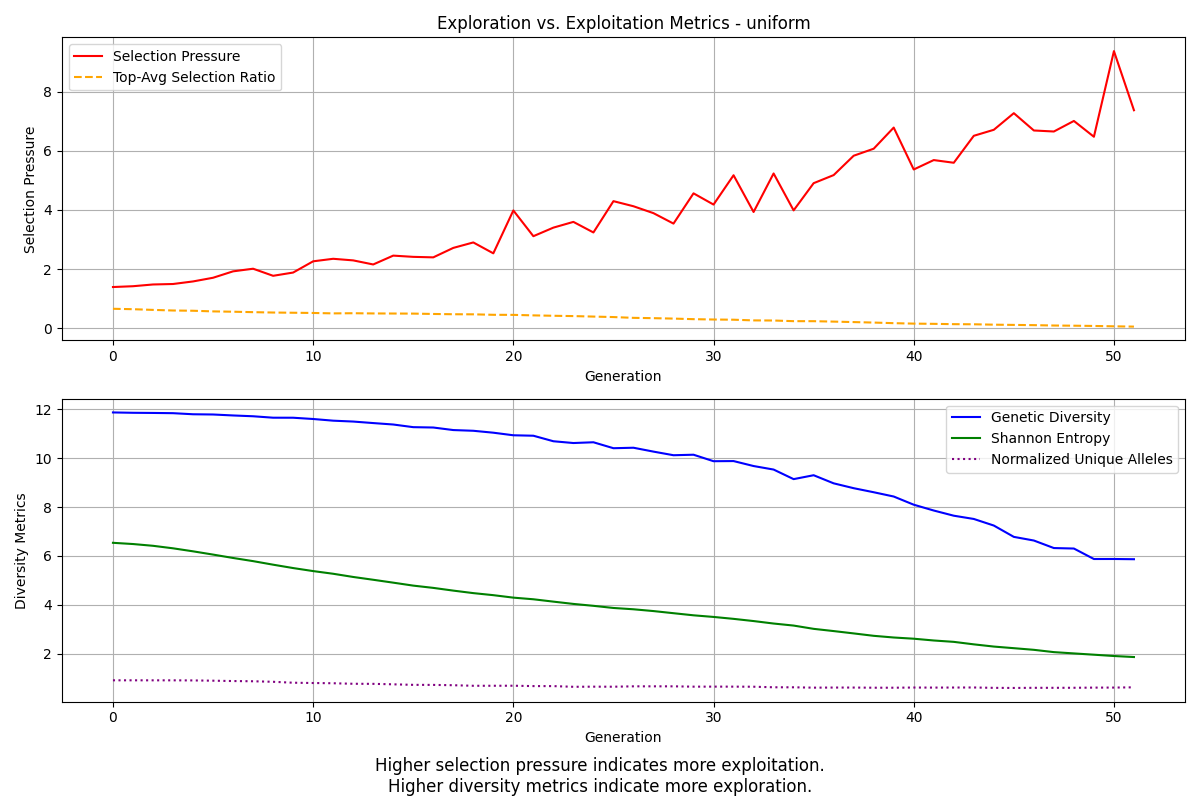 Exploration vs. Exploitation Metrics - uniform
Selection Pressure
Top-Avg Selection Ratio
Selection Pressure
8
6
4
2
0
0 10 20 30 40 50
Generation
Genetic Diversity
Shannon Entropy
Normalized Unique Alleles
Diversity Metrics
12
10
8
6
4
2
0 10 20 30 40 50
Generation
Higher selection pressure indicates more exploitation.
Higher diversity metrics indicate more exploration.